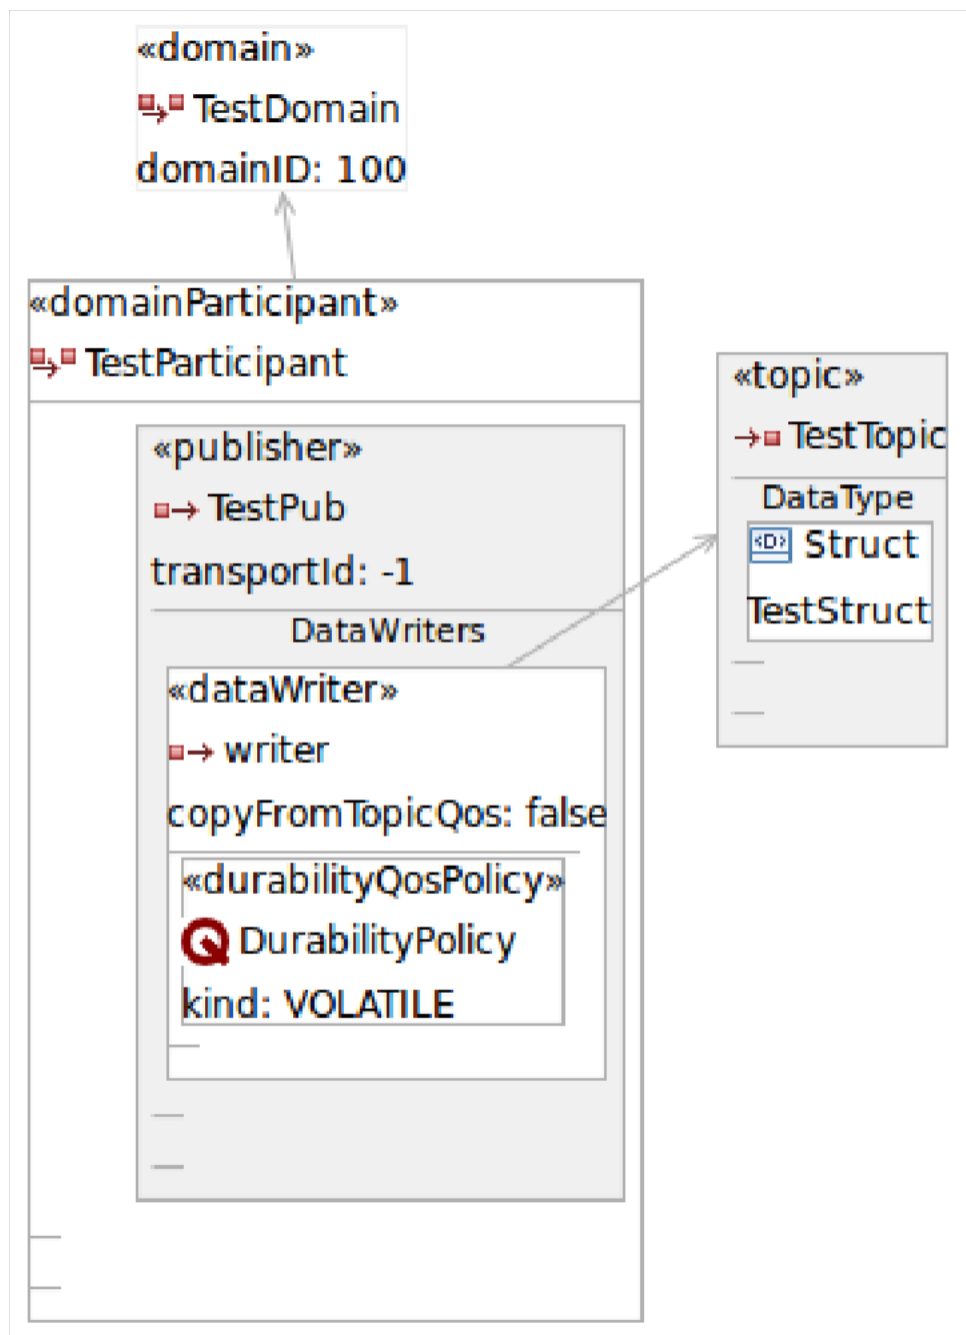 «domain»
TestDomain
domainID: 100
«domainParticipant»
TestParticipant
«publisher»
TestPub
transportId: -1
DataWriters
«dataWriter»
writer
copyFromTopicQos: false
«durabilityQosPolicy»
DurabilityPolicy
kind: VOLATILE
«topic»
TestTopic
DataType
<D> Struct
TestStruct